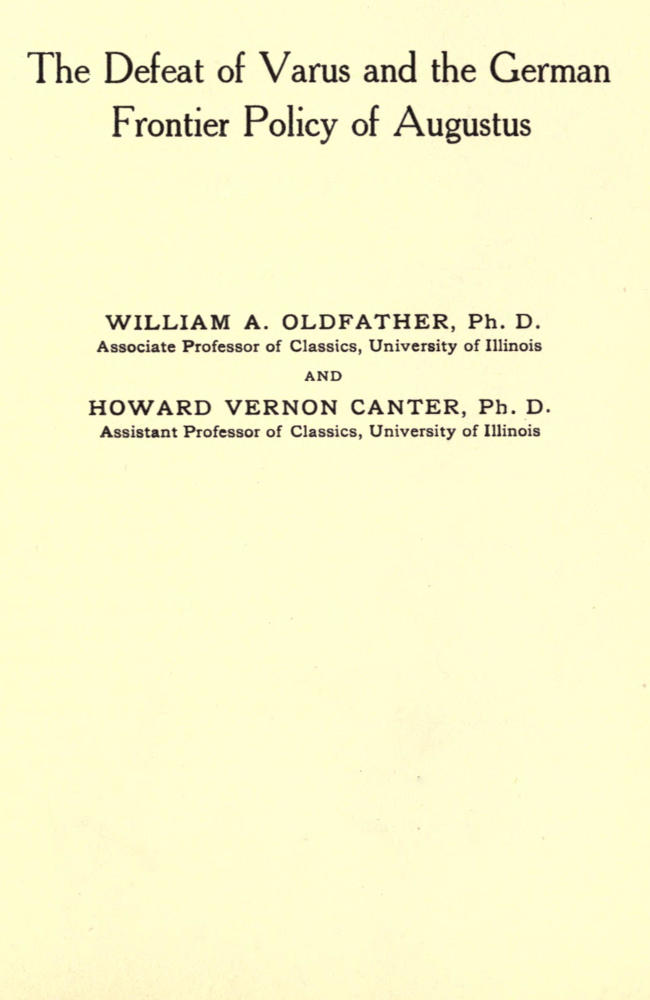 The Defeat of Varus and the German
Frontier Policy of Augustus
WILLIAM A. OLDFATHER, Ph. D.
Associate Professor of Classics, University of Illinois
AND
HOWARD VERNON CANTER, Ph. D.
Assistant Professor of Classics, University of Illinois